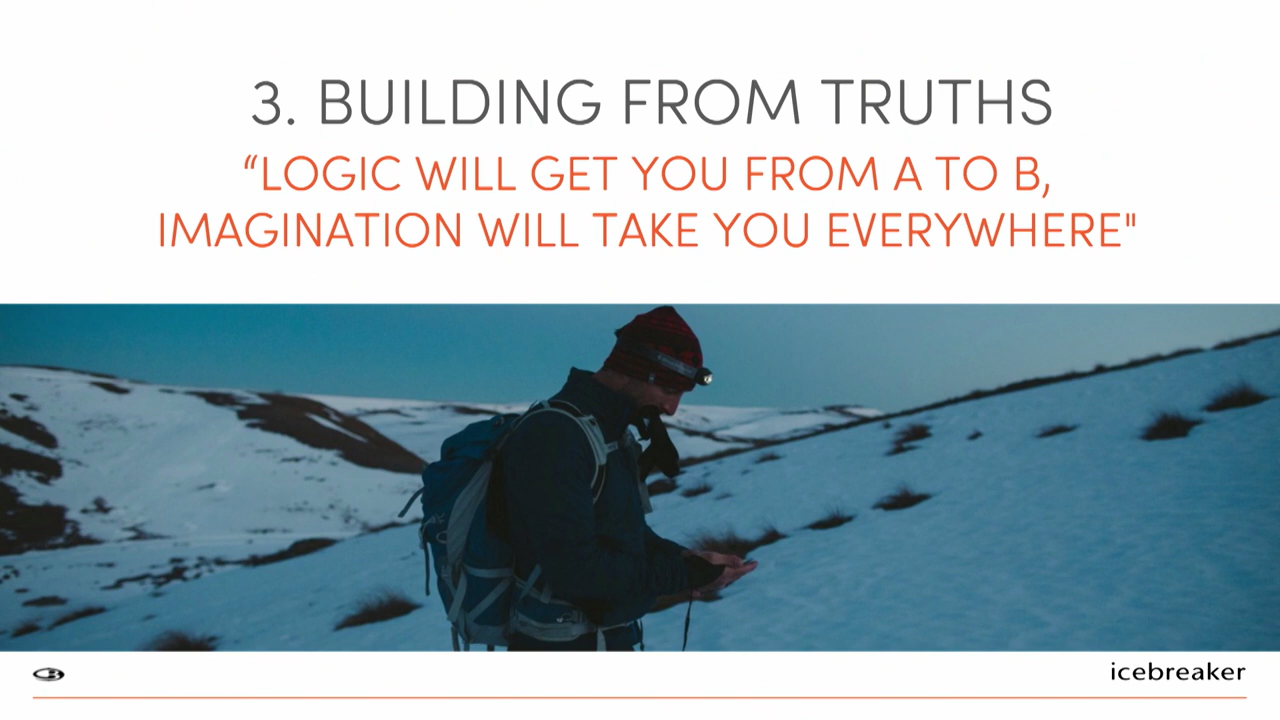 3. BUILDING FROM TRUTHS
“LOGIC WILL GET YOU FROM A TO B,
IMAGINATION WILL TAKE YOU EVERYWHERE"
icebreaker